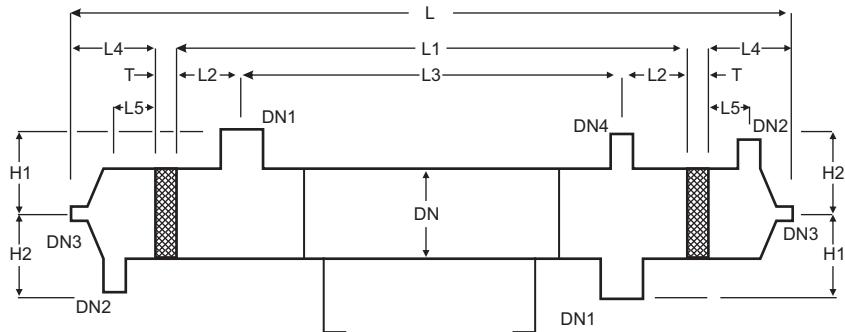 L
L4 L1 L4
T L2 L3 L2 T
L5 L5
DN1 DN4 DN2
H1 H2
DN
DN3 DN3
H2 H1
DN2 DN1